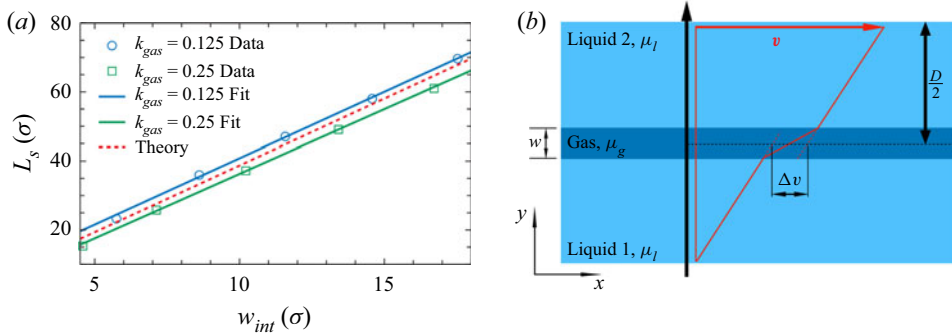 (a)
80
60
40
20
5
10
15
L_s (σ)
w_int (σ)
k_gas = 0.125 Data
k_gas = 0.25 Data
k_gas = 0.125 Fit
k_gas = 0.25 Fit
Theory
(b)
Liquid 2, μ_l
v
D/2
w
Gas, μ_g
Δv
y
Liquid 1, μ_l
x